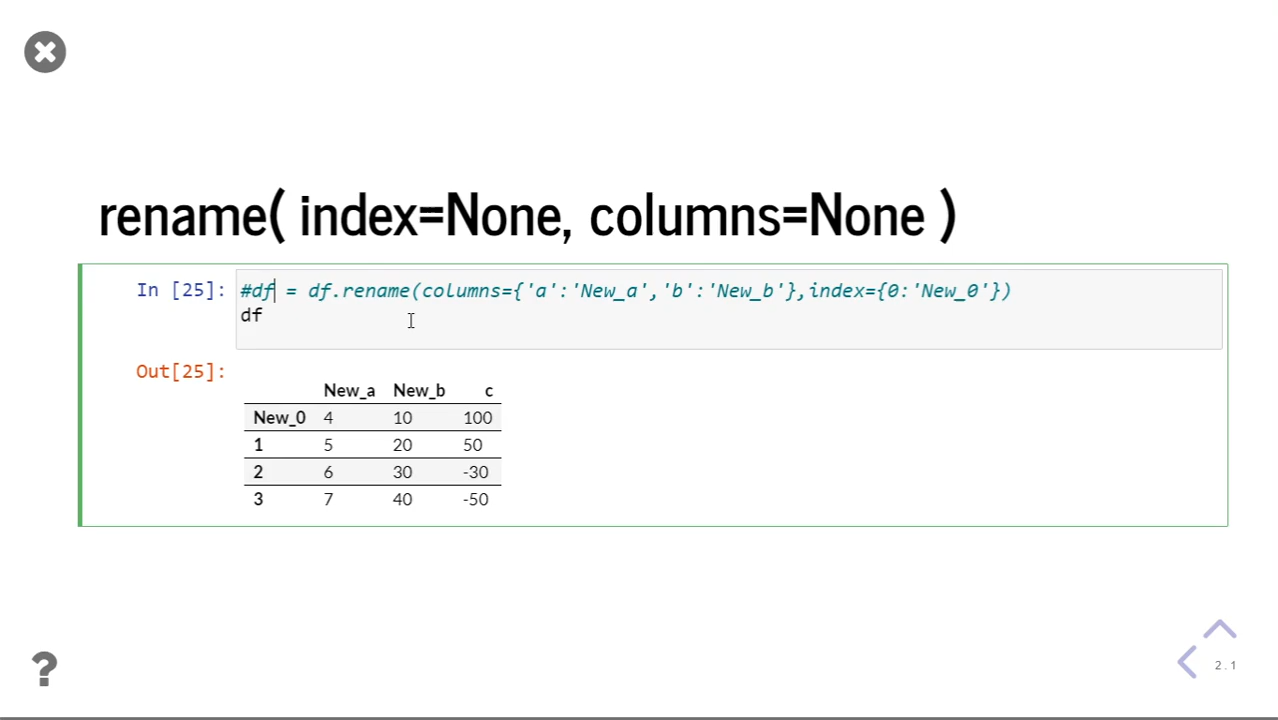 rename( index=None, columns=None )
In [25]: #df = df.rename(columns={'a':'New_a','b':'New_b'},index={0:'New_0'})
df
Out[25]:
New_a New_b c
New_0 4 10 100
1 5 20 50
2 6 30 -30
3 7 40 -50
?
2.1